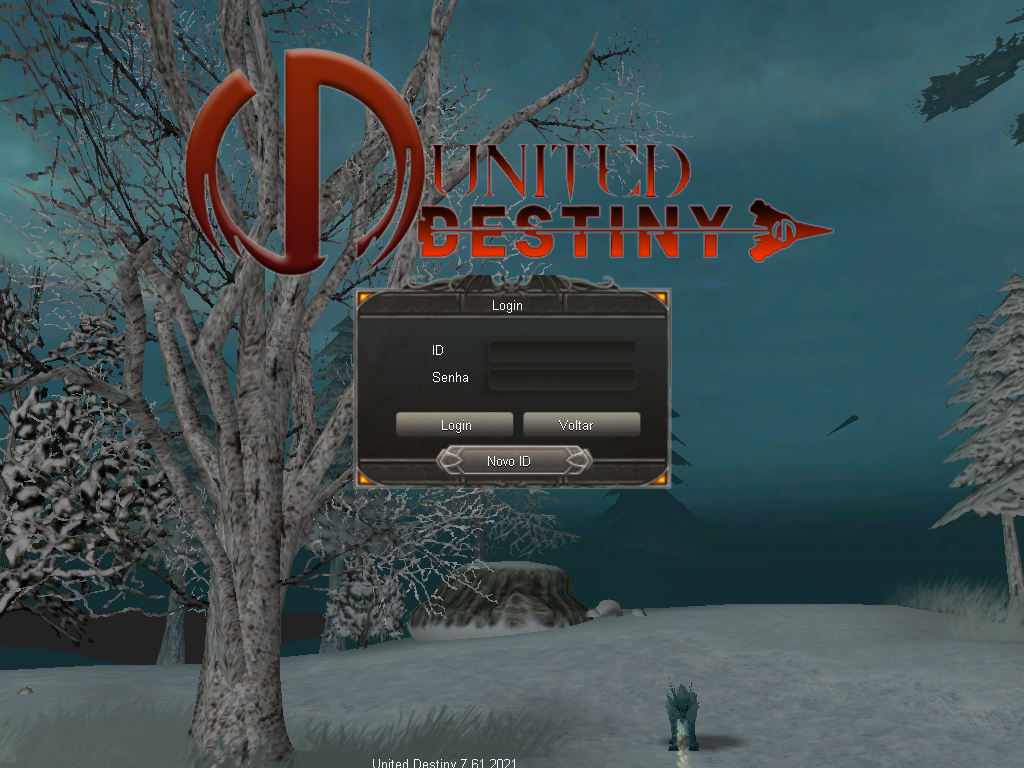 UNITED
DESTINY
Login
ID
Senha
Login Voltar
Novo ID
United Destiny 7.61.2021